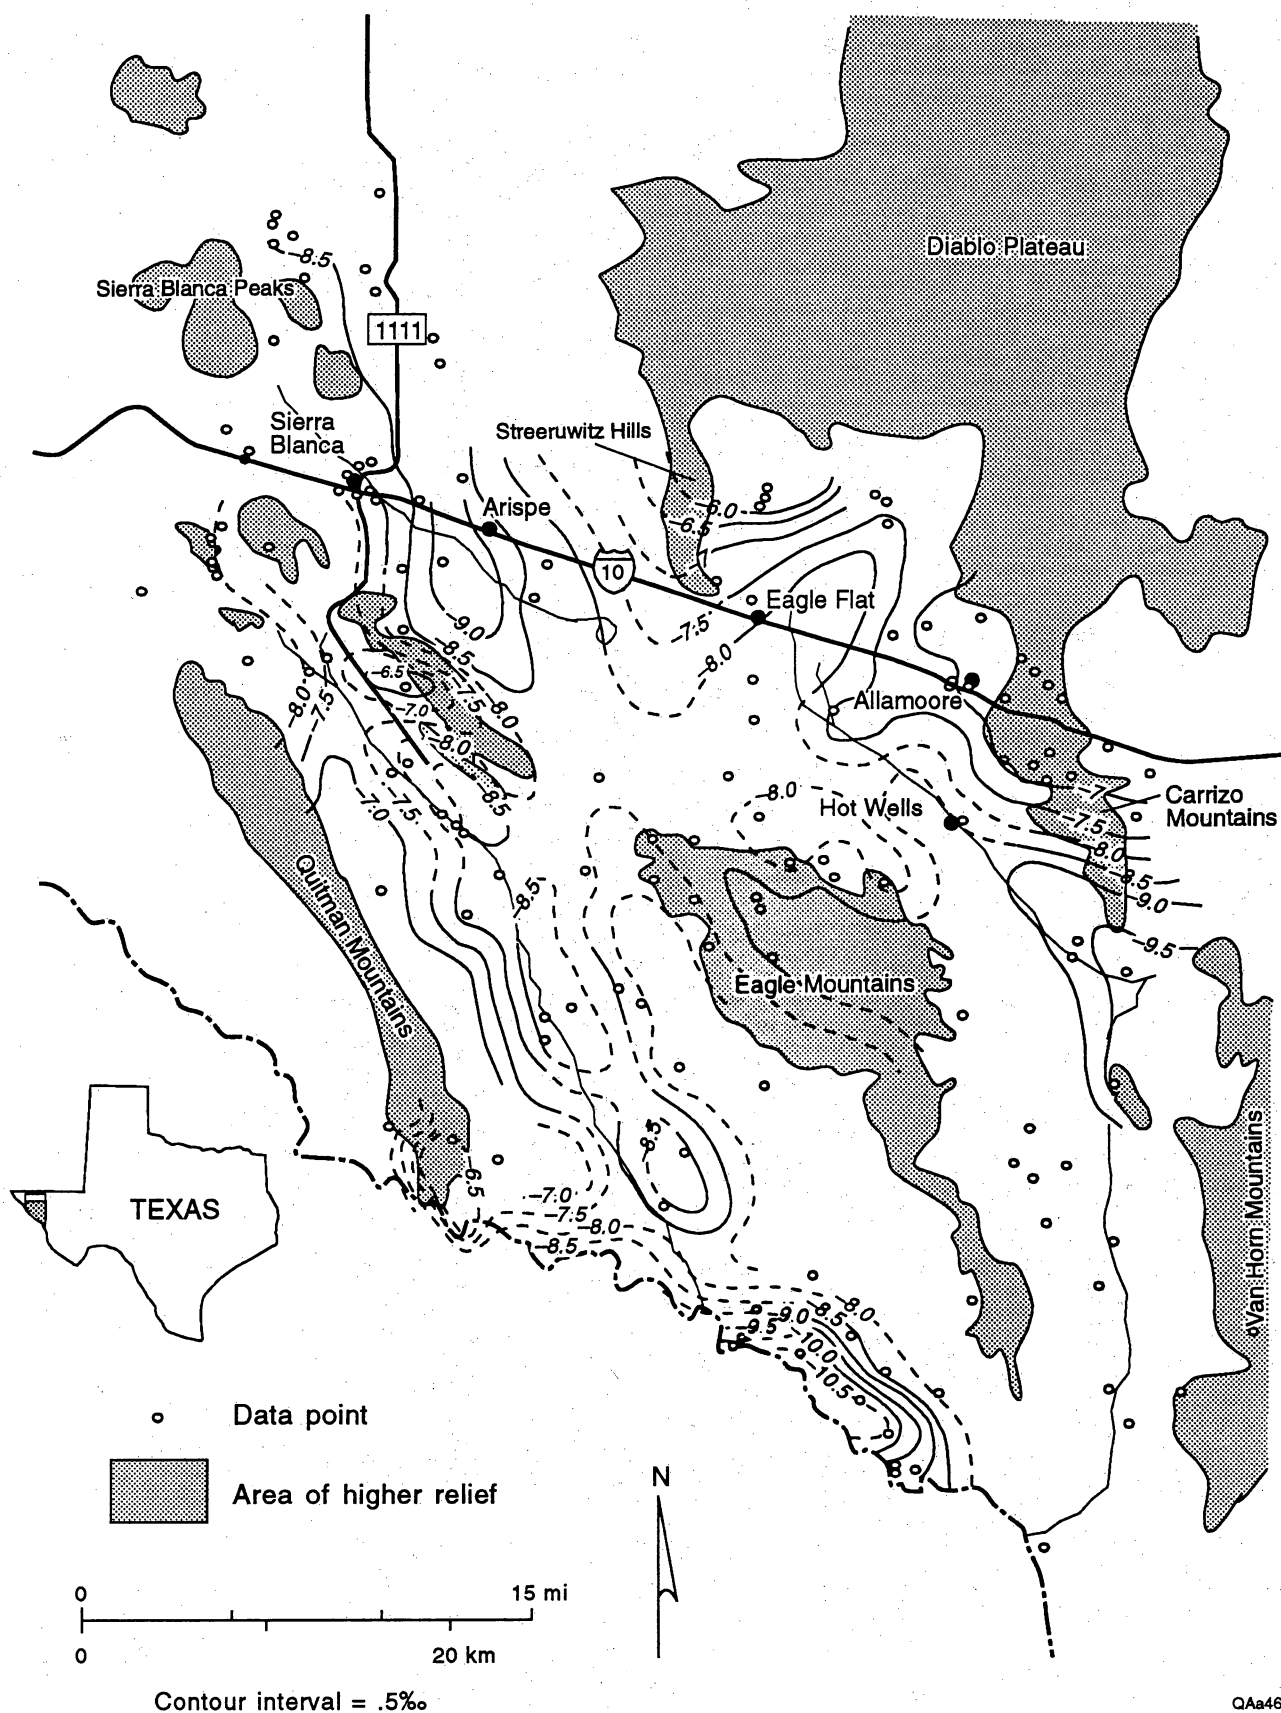 Diablo Plateau
-8.5
Sierra Blanca Peaks
1111
Sierra
Blanca
Streeruwitz Hills
-6.0
Arispe
-6.5
10
Eagle Flat
-9.0
-7.5
-8.5
-8.0
-6.5
-7.5
-8.0
-8.0
-7.5
-7.0
Allamoore
-8.0
-7.0
-7.5
-8.5
-8.0
Hot Wells
-7
Carrizo
Mountains
-7.5
-8.0
-8.5
-9.0
Quitman Mountains
-8.5
-9.5
Eagle Mountains
8.5
6.5
-7.0
-7.5
-8.0
-8.5
TEXAS
Van Horn Mountains
-8.0
-8.5
-9.0
-9.5
-10.0
-10.5
Data point
Area of higher relief
N
0
15 mi
0
20 km
Contour interval = .5‰
QAa46